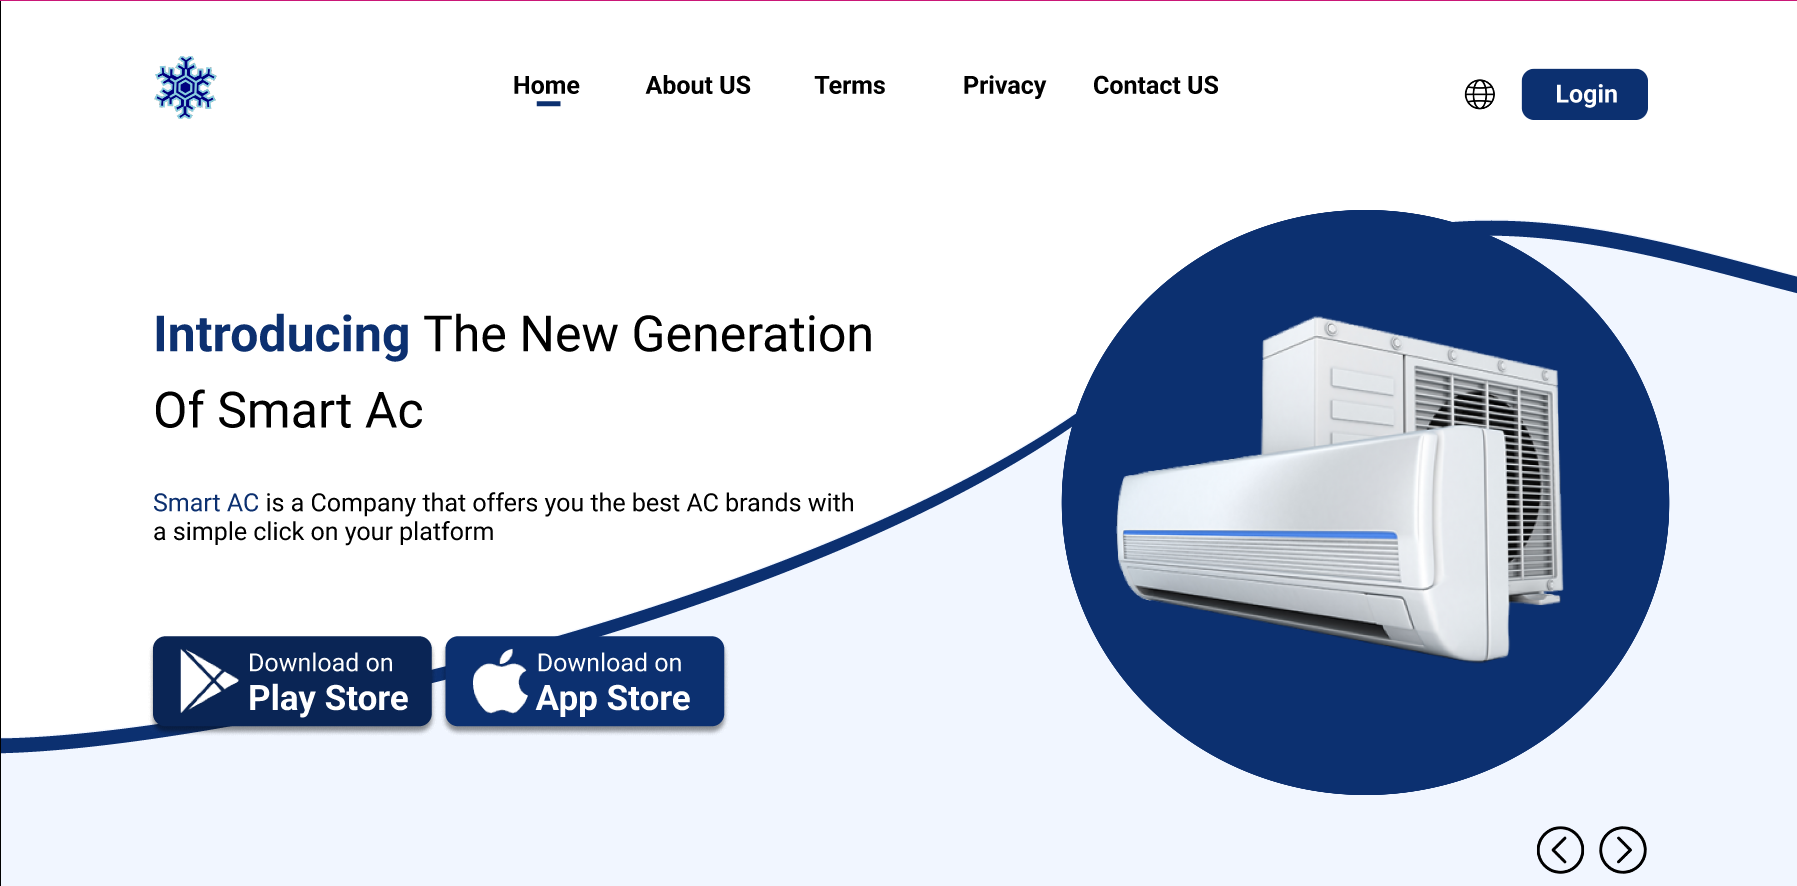 Home About US Terms Privacy Contact US
Login
Introducing The New Generation
Of Smart Ac
Smart AC is a Company that offers you the best AC brands with
a simple click on your platform
Download on
Play Store
Download on
App Store